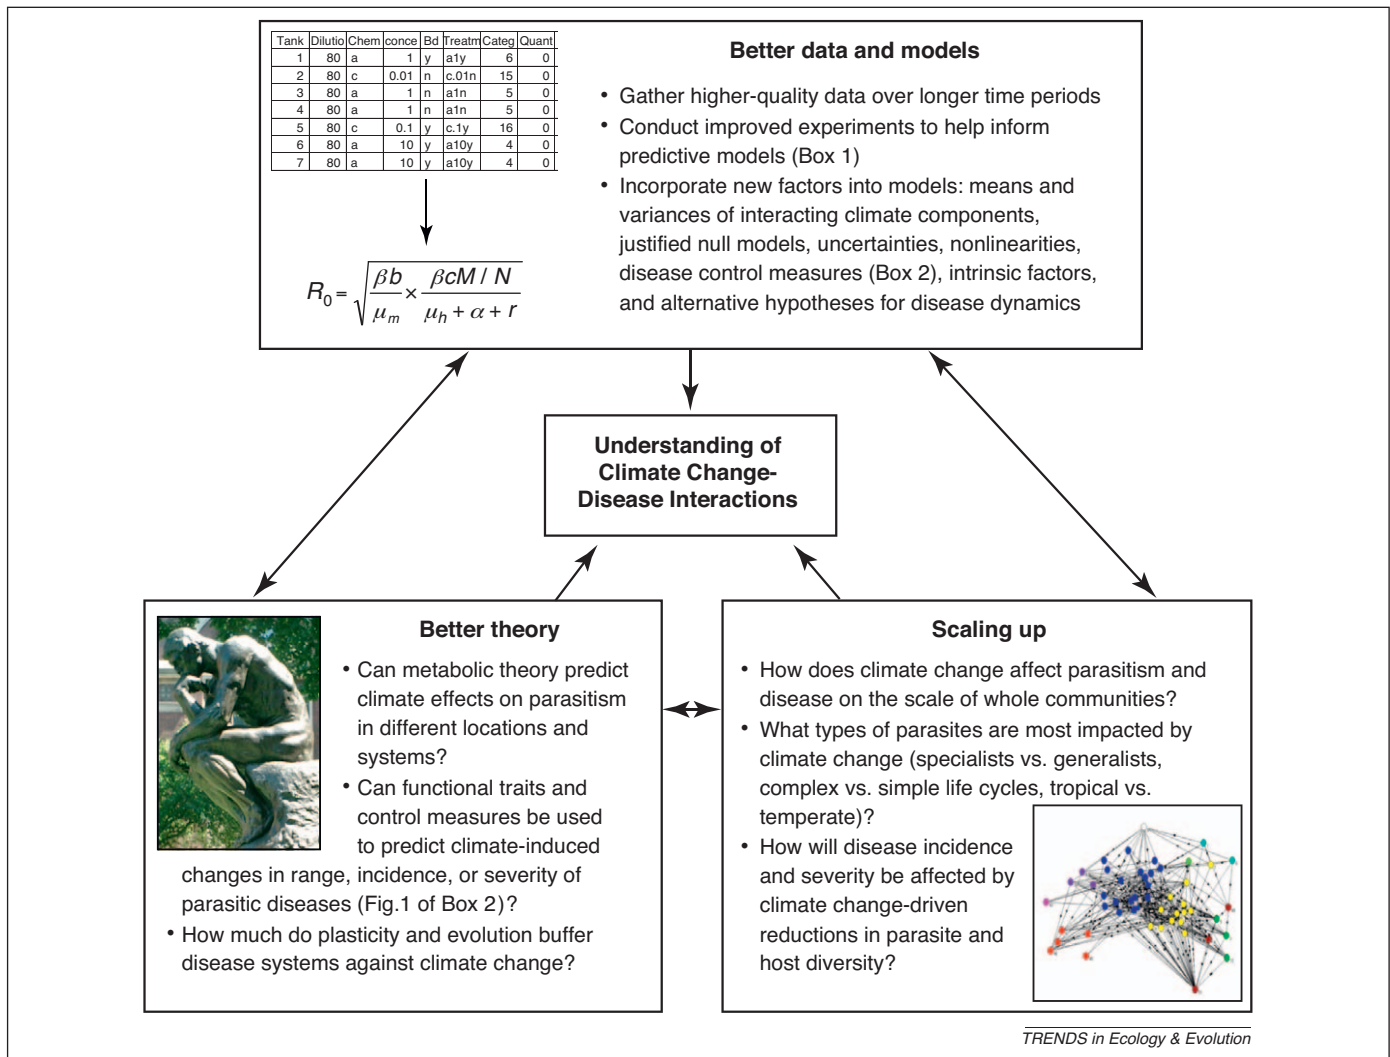 Tank Dilutio Chem conce Bd Treatm Categ Quant
1 80 a 1 y a1y 6 0
2 80 c 0.01 n c.01n 15 0
3 80 a 1 n a1n 5 0
4 80 a 1 n a1n 5 0
5 80 c 0.1 y c.1y 16 0
6 80 a 10 y a10y 4 0
7 80 a 10 y a10y 4 0
R₀ = √(βb / μₘ × βcM / N / μₕ + α + r)
Better data and models
• Gather higher-quality data over longer time periods
• Conduct improved experiments to help inform
predictive models (Box 1)
• Incorporate new factors into models: means and
variances of interacting climate components,
justified null models, uncertainties, nonlinearities,
disease control measures (Box 2), intrinsic factors,
and alternative hypotheses for disease dynamics
Understanding of
Climate Change-
Disease Interactions
Better theory
• Can metabolic theory predict
climate effects on parasitism
in different locations and
systems?
• Can functional traits and
control measures be used
to predict climate-induced
changes in range, incidence, or severity of
parasitic diseases (Fig.1 of Box 2)?
• How much do plasticity and evolution buffer
disease systems against climate change?
Scaling up
• How does climate change affect parasitism and
disease on the scale of whole communities?
• What types of parasites are most impacted by
climate change (specialists vs. generalists,
complex vs. simple life cycles, tropical vs.
temperate)?
• How will disease incidence
and severity be affected by
climate change-driven
reductions in parasite and
host diversity?
TRENDS in Ecology & Evolution